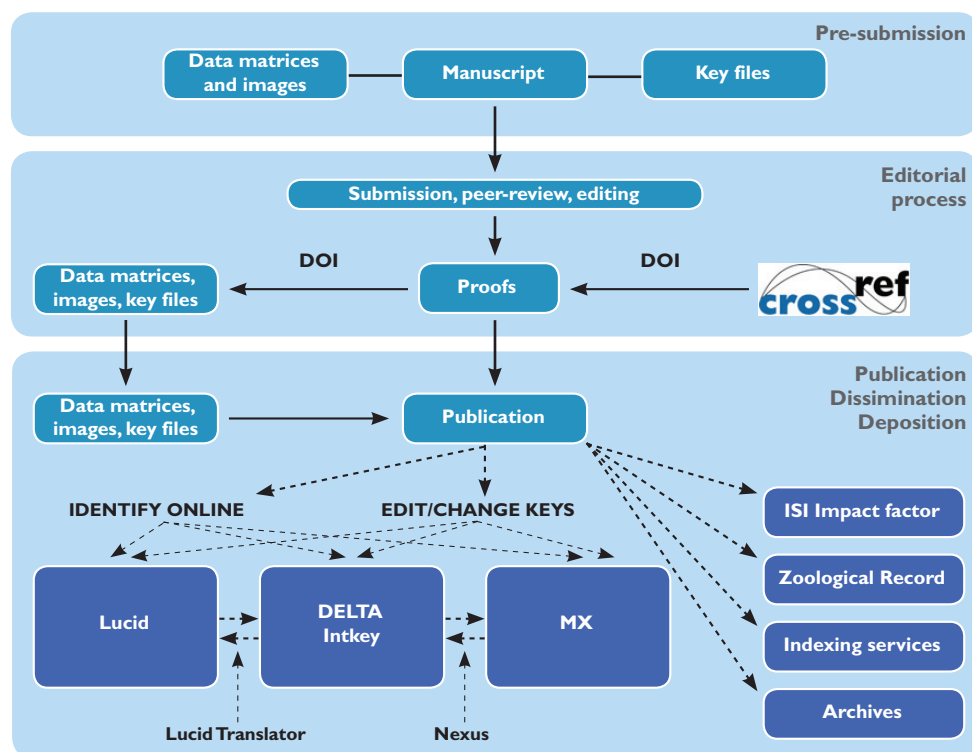 Pre-submission
Data matrices
and images
Manuscript
Key files
Editorial
process
Submission, peer-review, editing
DOI
DOI
Data matrices,
images, key files
Proofs
cross
ref
Publication
Dissimination
Deposition
Data matrices,
images, key files
Publication
IDENTIFY ONLINE
EDIT/CHANGE KEYS
ISI Impact factor
Zoological Record
Indexing services
Archives
Lucid
DELTA
Intkey
MX
Lucid Translator
Nexus